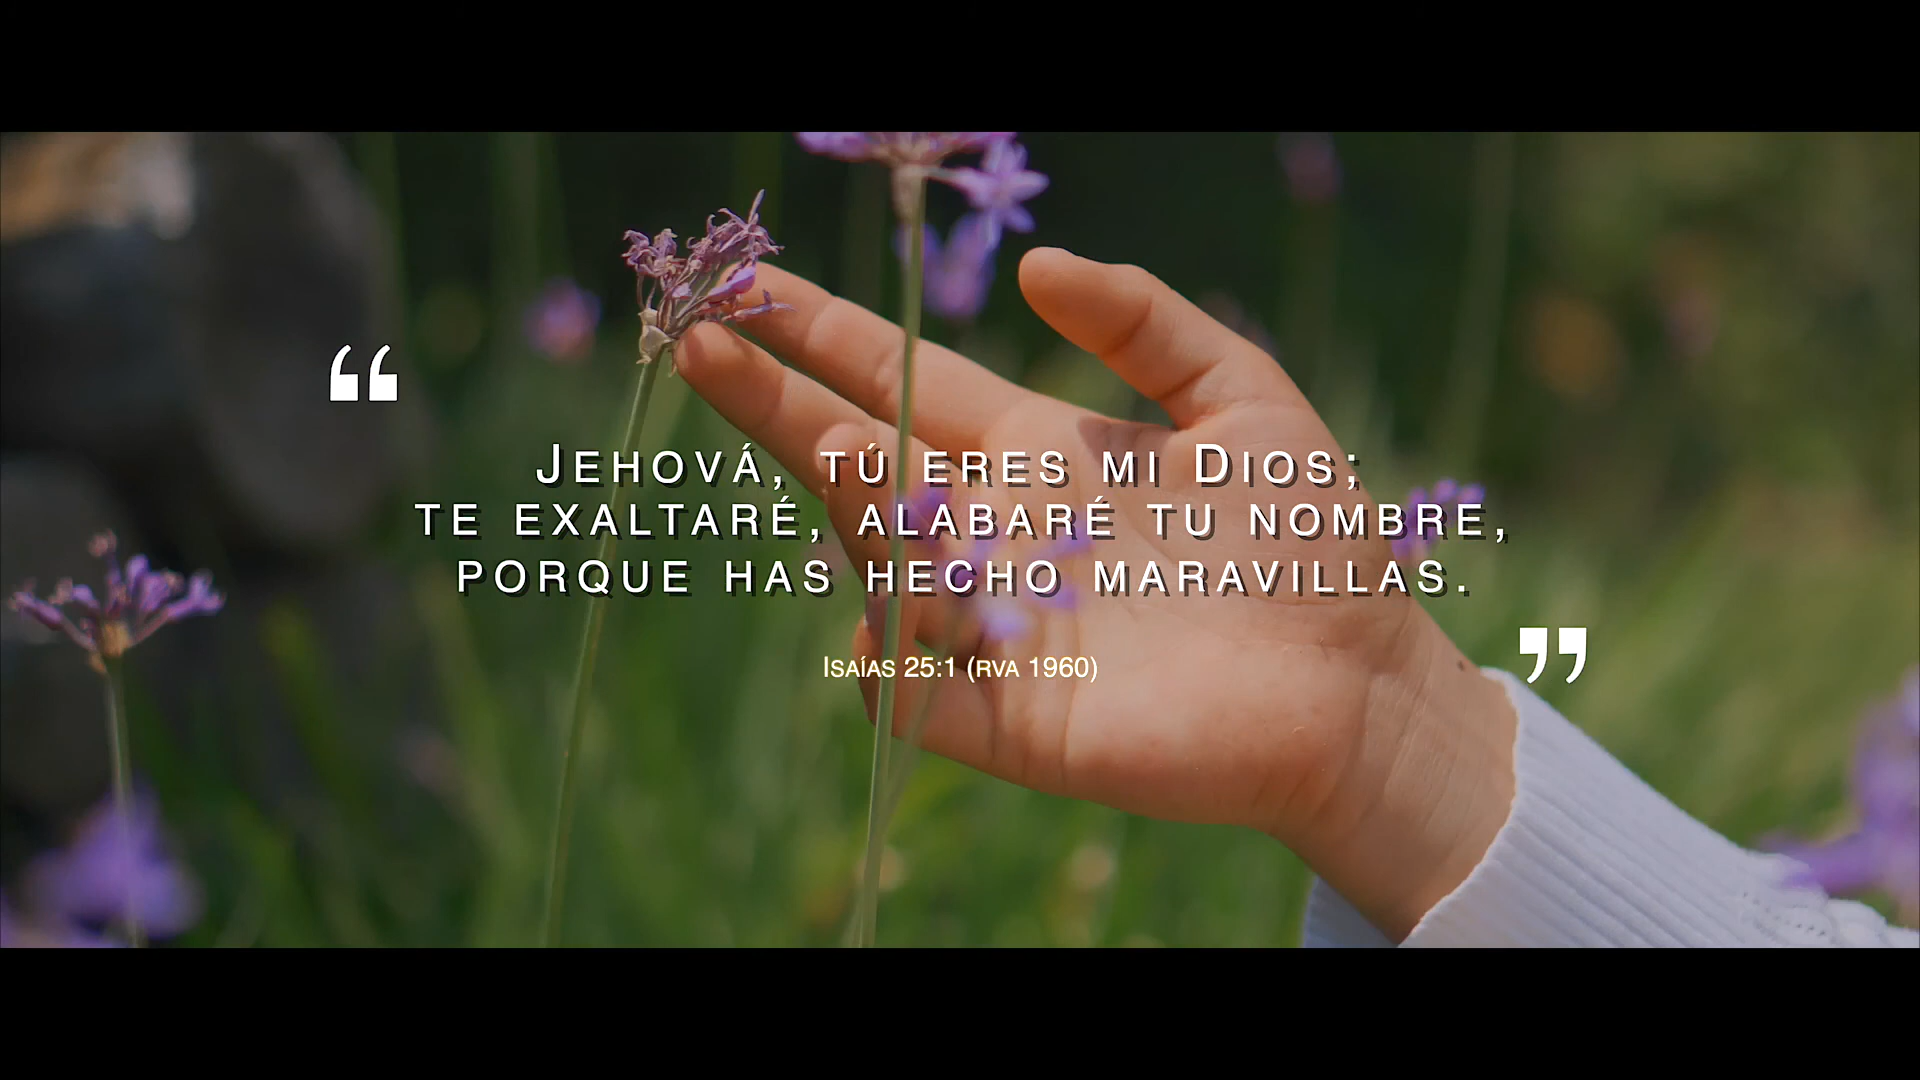 “
Jehová, tú eres mi Dios;
te exaltaré, alabaré tu nombre,
porque has hecho maravillas.
”
Isaías 25:1 (rva 1960)